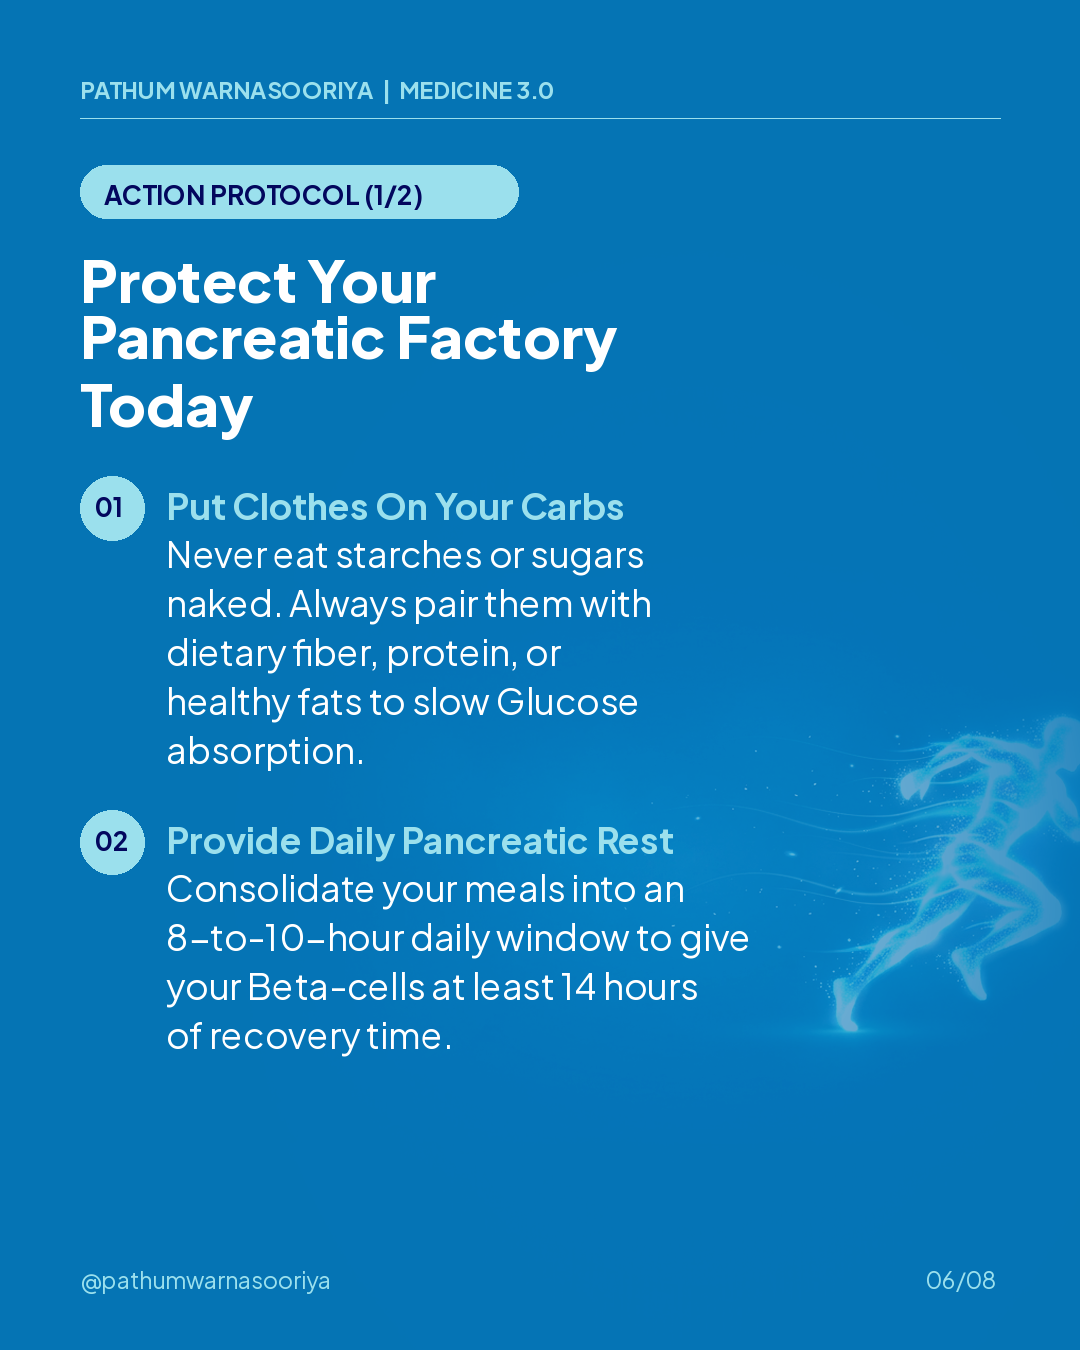 PATHUM WARNASOORIYA | MEDICINE 3.0
ACTION PROTOCOL (1/2)
Protect Your
Pancreatic Factory
Today
01
Put Clothes On Your Carbs
Never eat starches or sugars
naked. Always pair them with
dietary fiber, protein, or
healthy fats to slow Glucose
absorption.
02
Provide Daily Pancreatic Rest
Consolidate your meals into an
8–to-10–hour daily window to give
your Beta-cells at least 14 hours
of recovery time.
@pathumwarnasooriya
06/08